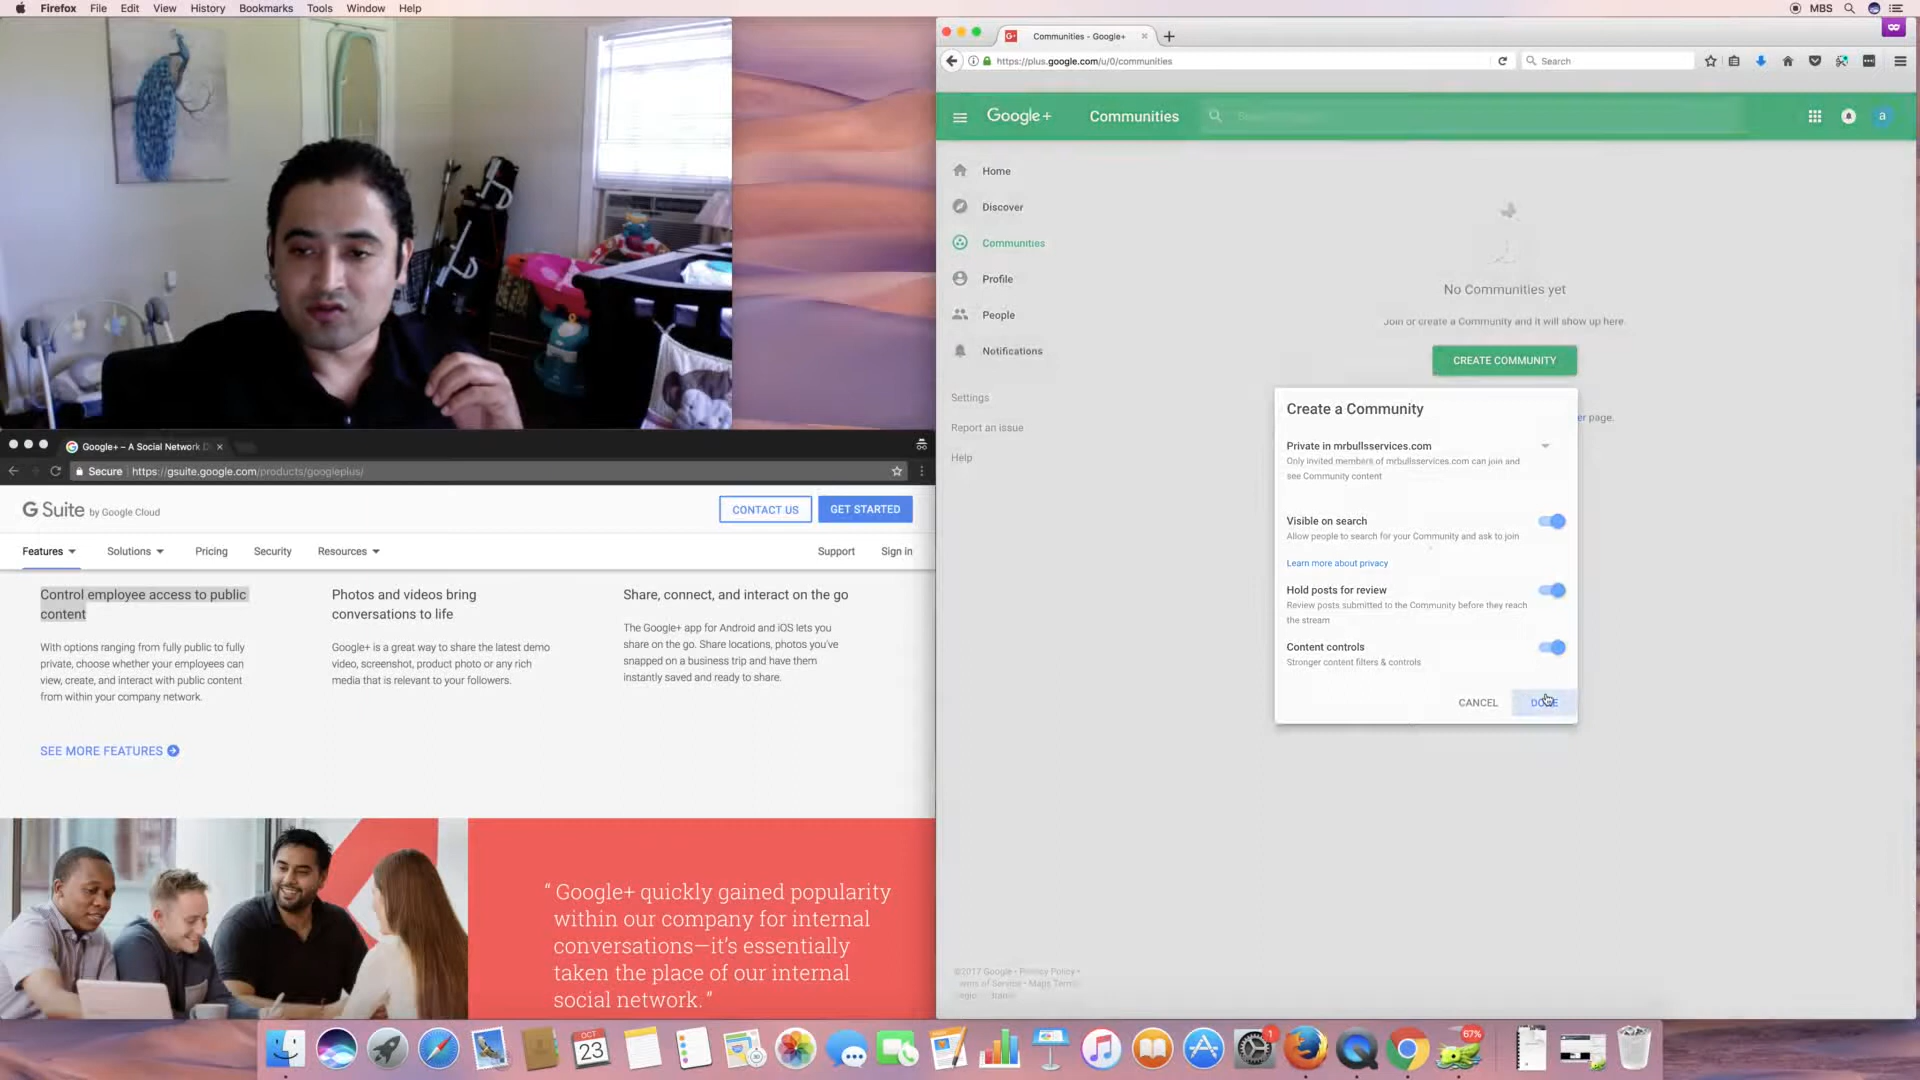 Firefox File Edit View History Bookmarks Tools Window Help
MBS
Communities - Google+
https://plus.google.com/u/0/communities
Search
Google+ Communities
a
Home
Discover
Communities
Profile
People
Notifications
Settings
Report an issue
Help
No Communities yet
Join or create a Community and it will show up here.
CREATE COMMUNITY
page.
Create a Community
Private in mrbullsservices.com
Only invited members of mrbullsservices.com can join and
see Community content
Visible on search
Allow people to search for your Community and ask to join
Learn more about privacy
Hold posts for review
Review posts submitted to the Community before they reach
the stream
Content controls
Stronger content filters & controls
CANCEL
©2017 Google • Privacy Policy •
Maps
Google+ – A Social Network
Secure https://gsuite.google.com/products/googleplus/
G Suite by Google Cloud
CONTACT US GET STARTED
Features Solutions Pricing Security Resources Support Sign in
Control employee access to public
content
With options ranging from fully public to fully
private, choose whether your employees can
view, create, and interact with public content
from within your company network.
Photos and videos bring
conversations to life
Google+ is a great way to share the latest demo
video, screenshot, product photo or any rich
media that is relevant to your followers.
Share, connect, and interact on the go
The Google+ app for Android and iOS lets you
share on the go. Share locations, photos you've
snapped on a business trip and have them
instantly saved and ready to share.
SEE MORE FEATURES
“ Google+ quickly gained popularity
within our company for internal
conversations—it's essentially
taken the place of our internal
social network. ”
OCT
23
1
67%